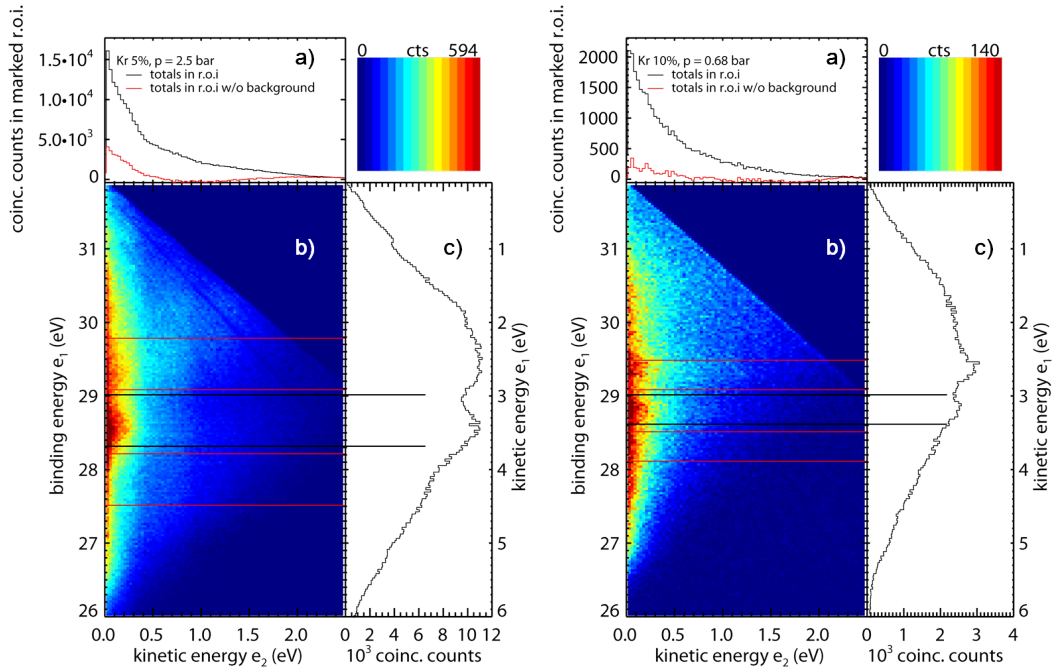 coinc. counts in marked r.o.i.
1.5•10⁴
1.0•10⁴
5.0•10³
0
a)
Kr 5%, p = 2.5 bar
totals in r.o.i
totals in r.o.i w/o background
0 cts 594
binding energy e₁ (eV)
31
30
29
28
27
26
b)
0.0 0.5 1.0 1.5 2.0
kinetic energy e₂ (eV)
c)
1
2
3
4
5
6
kinetic energy e₁ (eV)
0 2 4 6 8 10 12
10³ coinc. counts
coinc. counts in marked r.o.i.
2000
1500
1000
500
0
a)
Kr 10%, p = 0.68 bar
totals in r.o.i
totals in r.o.i w/o background
0 cts 140
binding energy e₁ (eV)
31
30
29
28
27
26
b)
0.0 0.5 1.0 1.5 2.0
kinetic energy e₂ (eV)
c)
1
2
3
4
5
6
kinetic energy e₁ (eV)
0 1 2 3 4
10³ coinc. counts